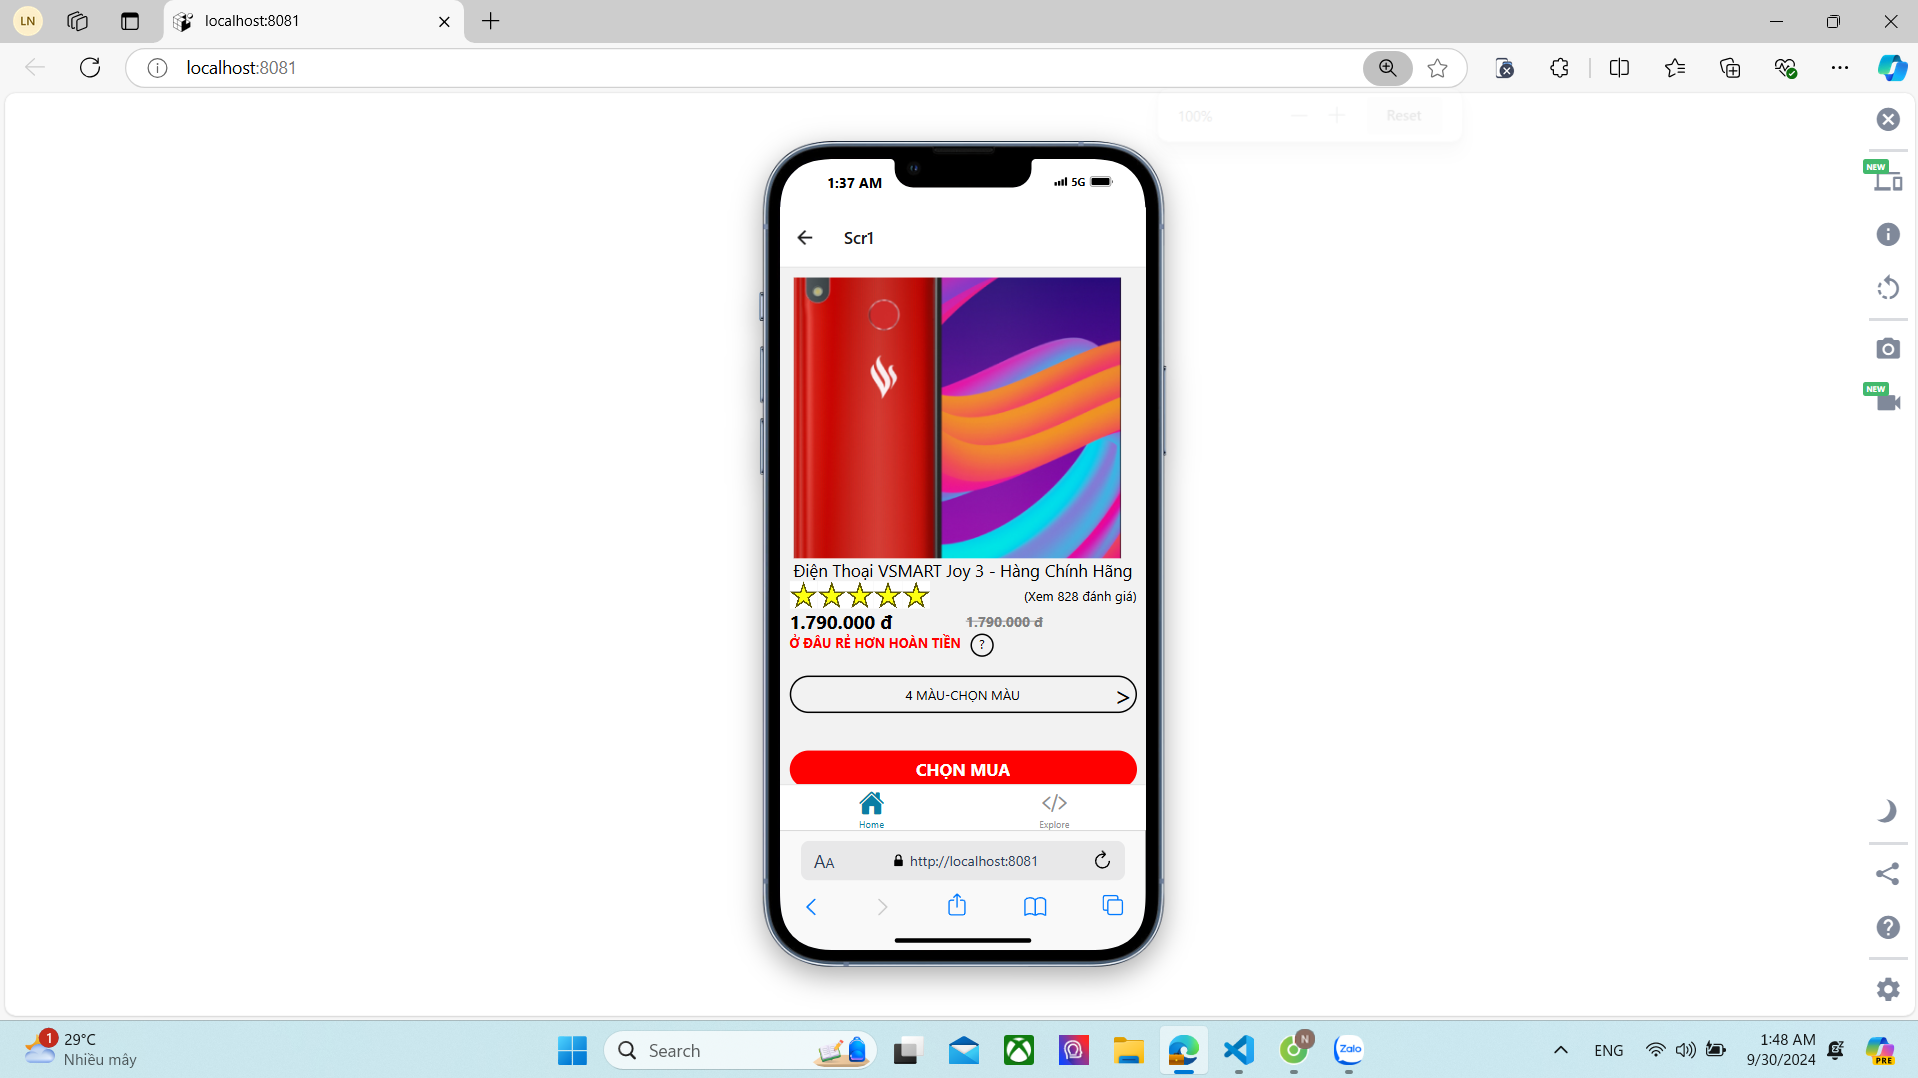 LN
localhost:8081
localhost:8081
100%
Reset
NEW
NEW
1:37 AM
5G
Scr1
Điện Thoại VSMART Joy 3 - Hàng Chính Hãng
(Xem 828 đánh giá)
1.790.000 đ
1.790.000 đ
Ở ĐÂU RẺ HƠN HOÀN TIỀN
?
4 MÀU-CHỌN MÀU
>
CHỌN MUA
Home
Explore
AA
http://localhost:8081
1
29°C
Nhiều mây
Search
N
Zalo
ENG
1:48 AM
9/30/2024
PRE